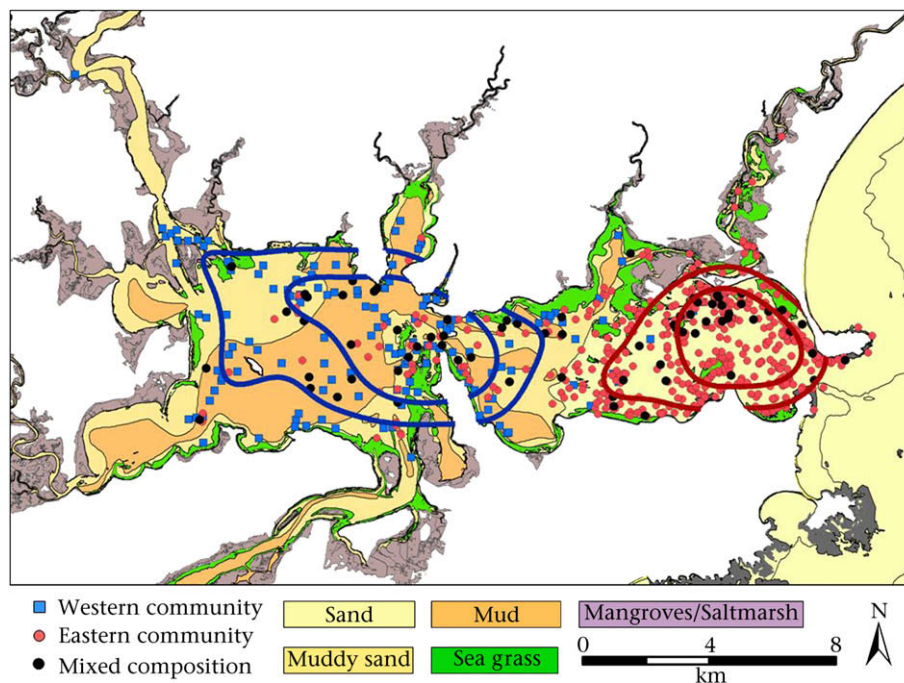 Western community
Eastern community
Mixed composition
Sand
Mud
Mangroves/Saltmarsh
Muddy sand
Sea grass
N
0 4 8
km